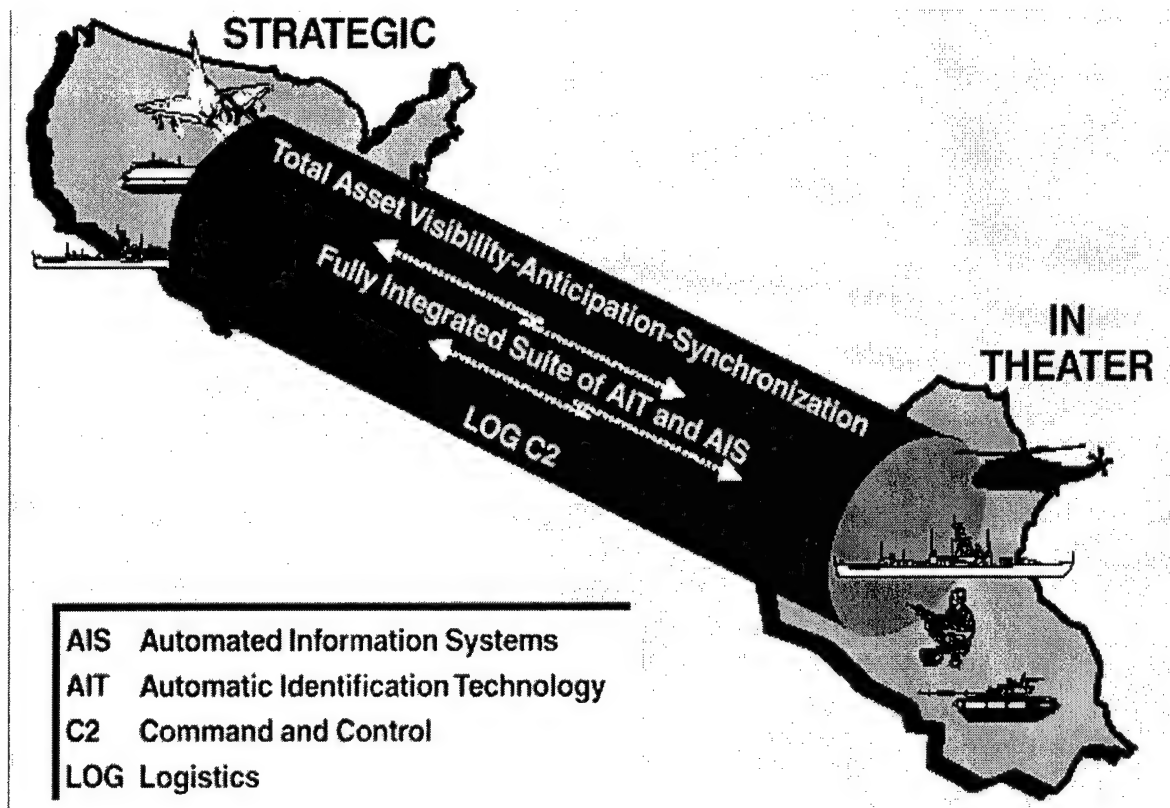 STRATEGIC
Total Asset Visibility-Anticipation-Synchronization
Fully Integrated Suite of AIT and AIS
LOG C2
IN
THEATER
AIS Automated Information Systems
AIT Automatic Identification Technology
C2 Command and Control
LOG Logistics